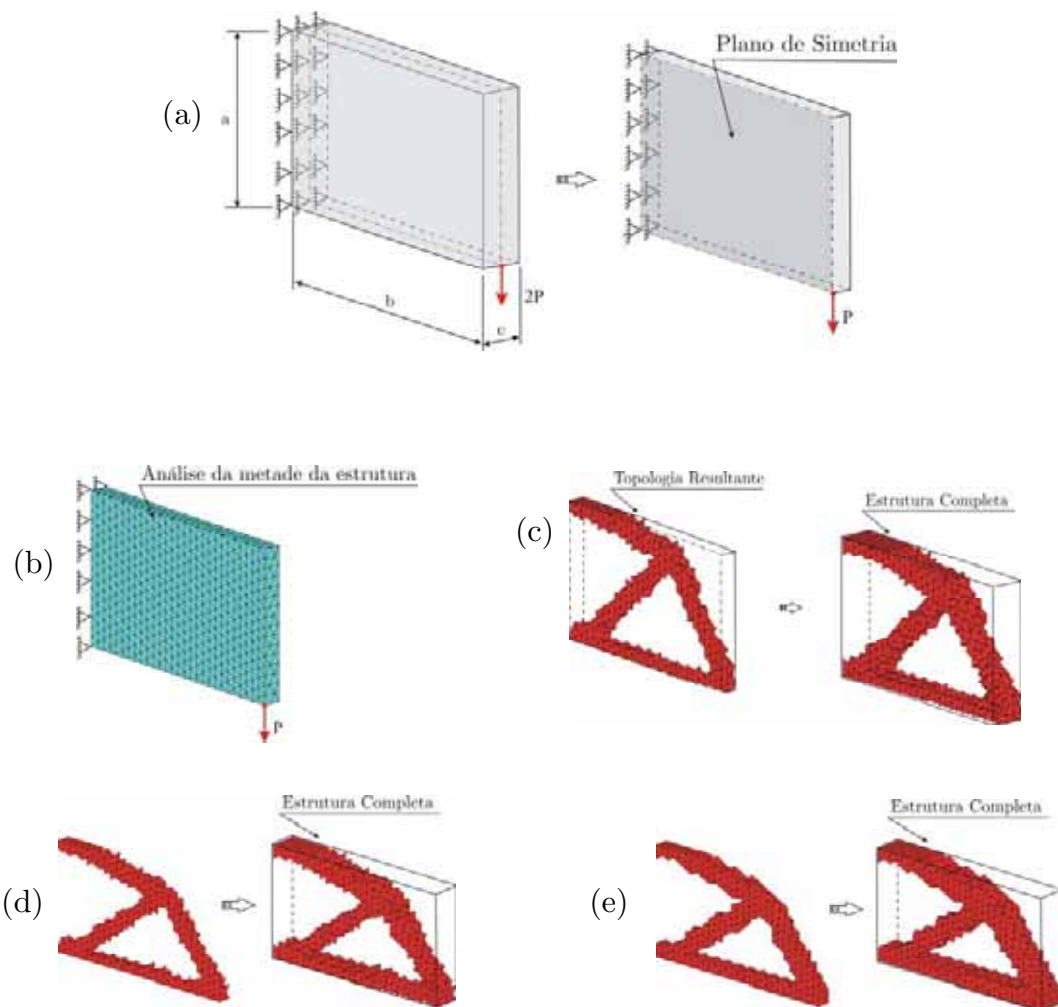 Plano de Simetria
(a)
a
b
c
2P
P
Análise da metade da estrutura
(b)
P
Topologia Resultante
(c)
Estrutura Completa
Estrutura Completa
(d)
Estrutura Completa
(e)